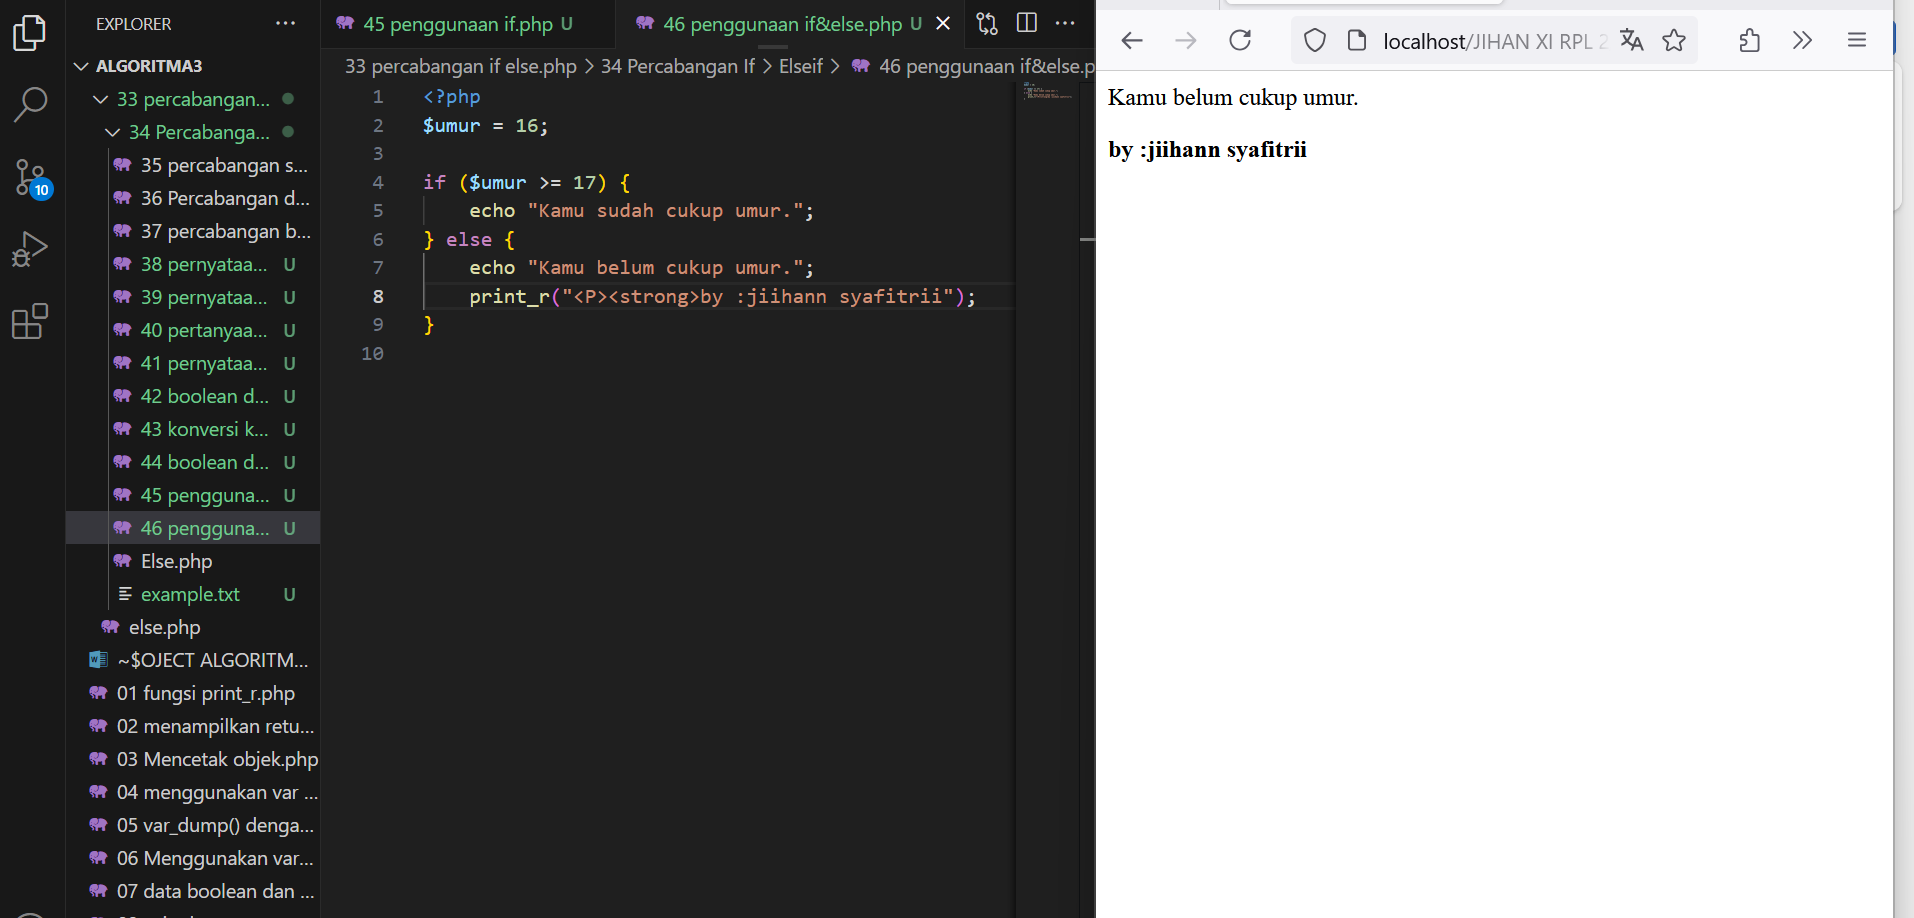 EXPLORER
ALGORITMA3
33 percabangan...
34 Percabanga...
35 percabangan s...
36 Percabangan d...
37 percabangan b...
38 pernyataa... U
39 pernyataa... U
40 pertanyaa... U
41 pernyataa... U
42 boolean d... U
43 konversi k... U
44 boolean d... U
45 pengguna... U
46 pengguna... U
Else.php
example.txt U
else.php
~$OJECT ALGORITM...
01 fungsi print_r.php
02 menampilkan retu...
03 Mencetak objek.php
04 menggunakan var ...
05 var_dump() denga...
06 Menggunakan var...
07 data boolean dan ...
10
45 penggunaan if.php U
46 penggunaan if&else.php U
33 percabangan if else.php > 34 Percabangan If > Elseif > 46 penggunaan if&else.p
1 <?php
2 $umur = 16;
3
4 if ($umur >= 17) {
5 echo "Kamu sudah cukup umur.";
6 } else {
7 echo "Kamu belum cukup umur.";
8 print_r("<P><strong>by :jiihann syafitrii");
9 }
10
localhost/JIHAN XI RPL 2
Kamu belum cukup umur.
by :jiihann syafitrii